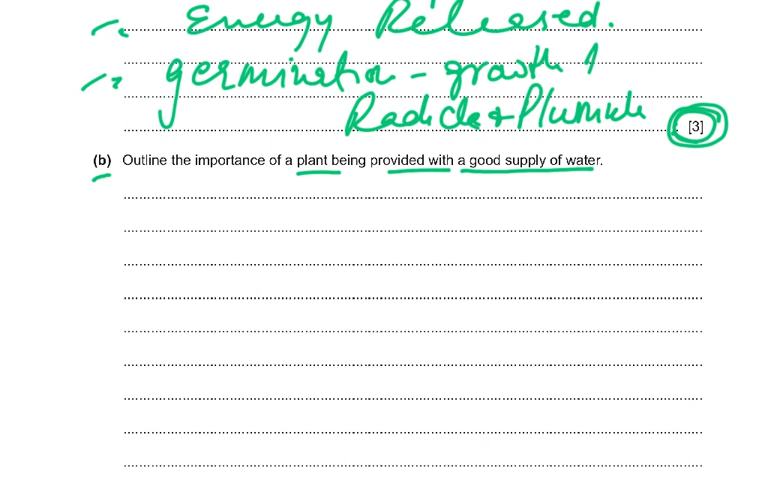 Energy Released.
germination - growth of
Radicle + Plumule
[3]
(b) Outline the importance of a plant being provided with a good supply of water.